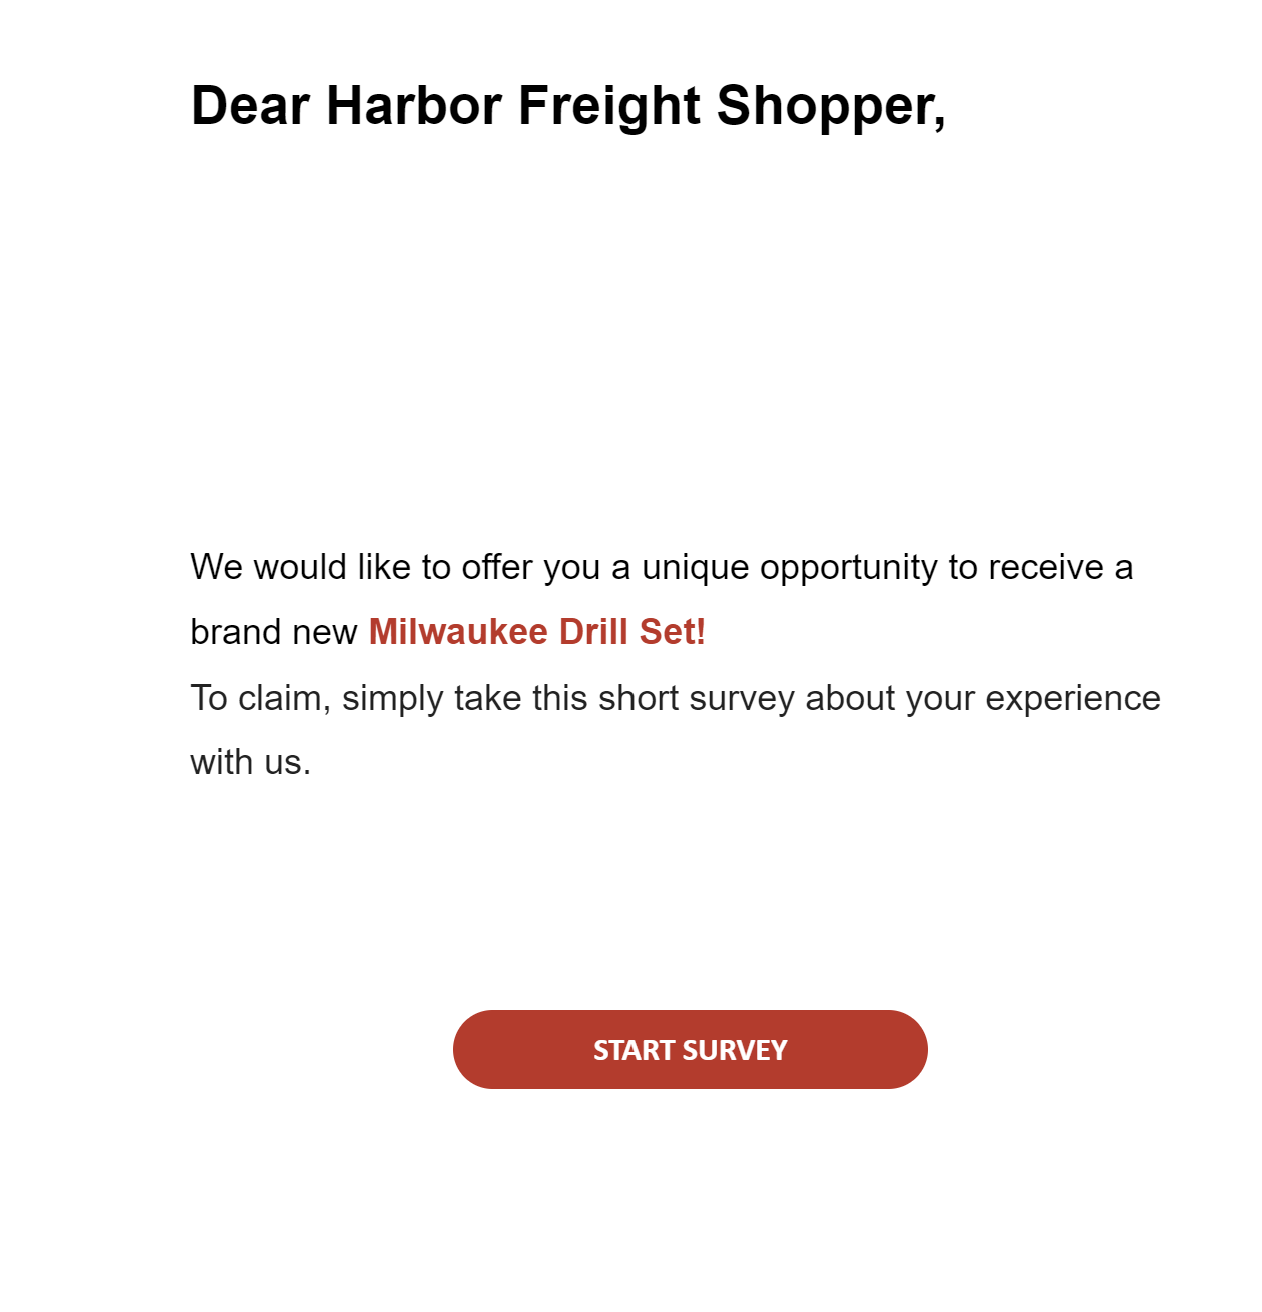 Dear Harbor Freight Shopper,
We would like to offer you a unique opportunity to receive a
brand new Milwaukee Drill Set!
To claim, simply take this short survey about your experience
with us.
START SURVEY